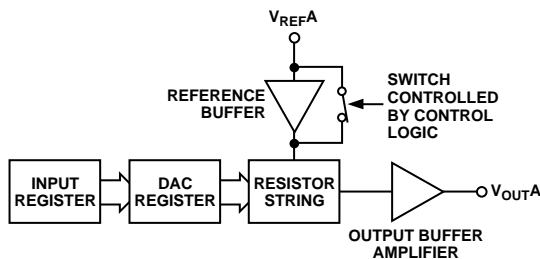 VREFA
REFERENCE
BUFFER
SWITCH
CONTROLLED
BY CONTROL
LOGIC
INPUT
REGISTER
DAC
REGISTER
RESISTOR
STRING
VOUTA
OUTPUT BUFFER
AMPLIFIER